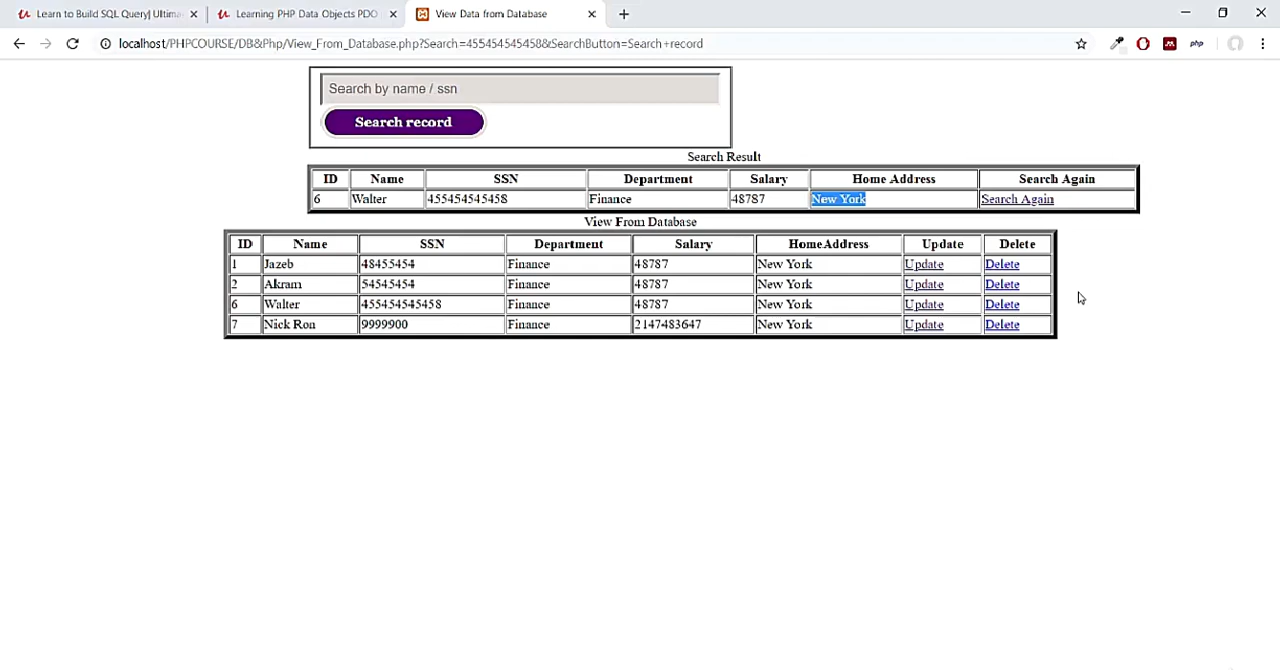 Learn to Build SQL Query| Ultima
Learning PHP Data Objects PDO
View Data from Database
localhost/PHPCOURSE/DB&Php/View_From_Database.php?Search=455454545458&SearchButton=Search+record
php
Search by name / ssn
Search record
Search Result
ID Name SSN Department Salary Home Address Search Again
6 Walter 455454545458 Finance 48787 New York Search Again
View From Database
ID Name SSN Department Salary HomeAddress Update Delete
1 Jazeb 48455454 Finance 48787 New York Update Delete
2 Akram 54545454 Finance 48787 New York Update Delete
6 Walter 455454545458 Finance 48787 New York Update Delete
7 Nick Ron 9999900 Finance 2147483647 New York Update Delete